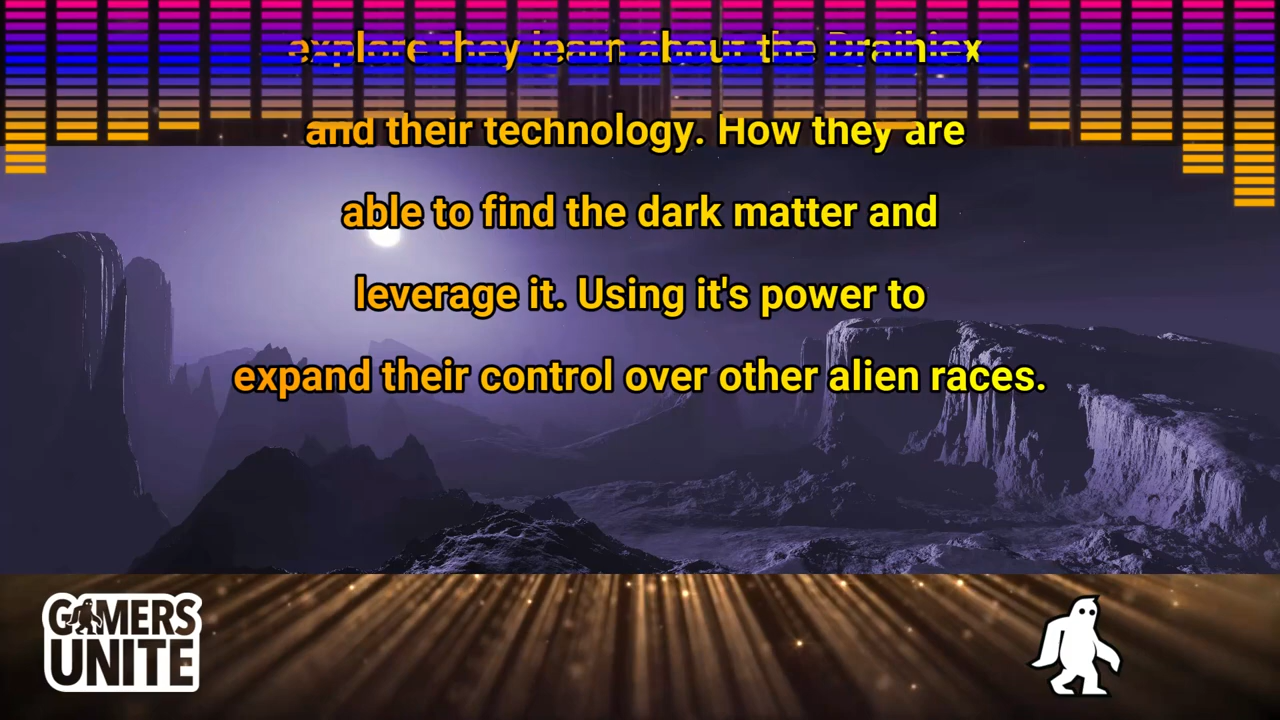 explore they learn about the
and their technology. How they are
able to find the dark matter and
leverage it. Using it's power to
expand their control over other alien races.
GAMERS
UNITE